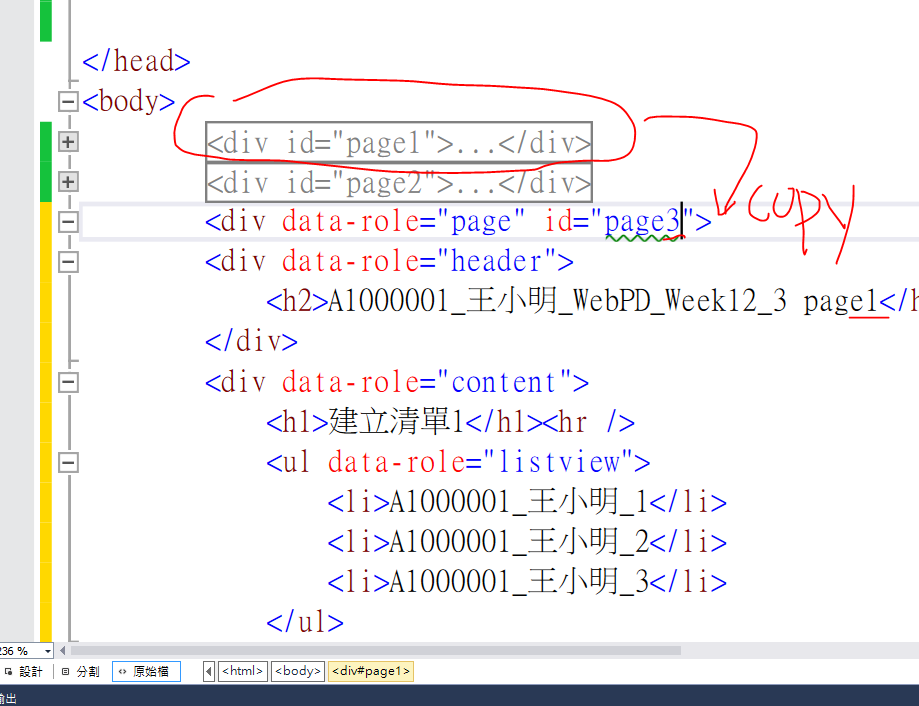 </head>
<body>
<div id="page1">...</div>
<div id="page2">...</div>
<div data-role="page" id="page3">
copy
<div data-role="header">
<h2>A1000001_王小明_WebPD_Week12_3 page1</h
</div>
<div data-role="content">
<h1>建立清單1</h1><hr />
<ul data-role="listview">
<li>A1000001_王小明_1</li>
<li>A1000001_王小明_2</li>
<li>A1000001_王小明_3</li>
</ul>
236 %
設計 分割 原始檔 <html> <body> <div#page1>
輸出